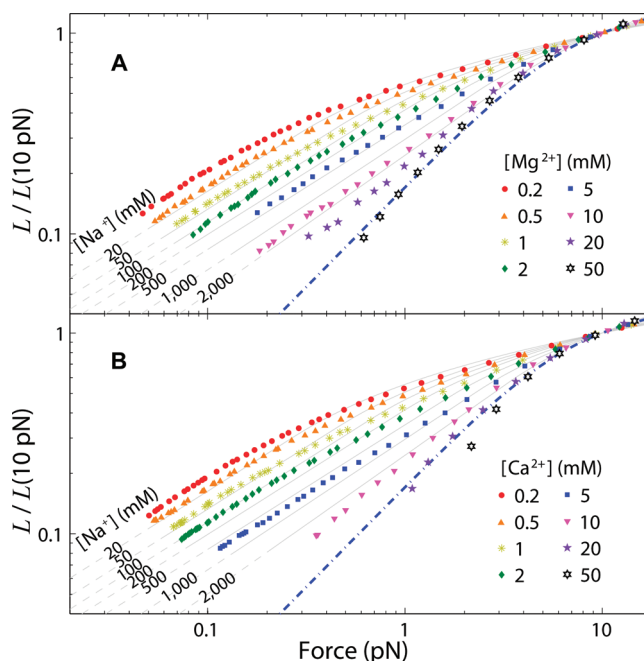 A
1
L / L(10 pN)
0.1
[Mg²⁺] (mM)
0.2 5
0.5 10
1 20
2 50
[Na⁺] (mM)
20
50
100
200
500
1,000
2,000
B
1
L / L(10 pN)
0.1
[Ca²⁺] (mM)
0.2 5
0.5 10
1 20
2 50
[Na⁺] (mM)
20
50
100
200
500
1,000
2,000
0.1 1 10
Force (pN)